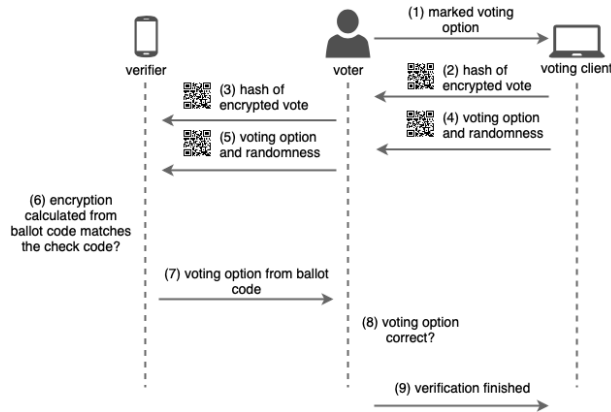 (1) marked voting
option
verifier
voter
voting client
(2) hash of
encrypted vote
(3) hash of
encrypted vote
(4) voting option
and randomness
(5) voting option
and randomness
(6) encryption
calculated from
ballot code matches
the check code?
(7) voting option from ballot
code
(8) voting option
correct?
(9) verification finished